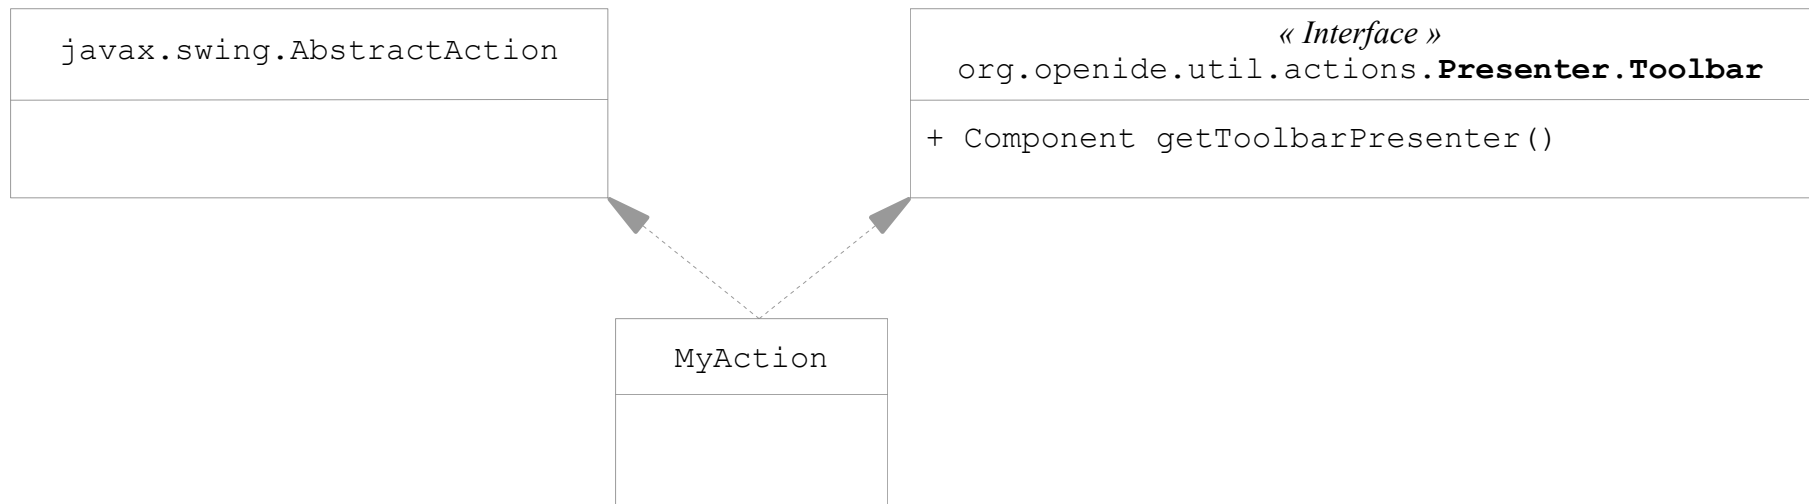 javax.swing.AbstractAction
« Interface »
org.openide.util.actions.Presenter.Toolbar
+ Component getToolbarPresenter()
MyAction